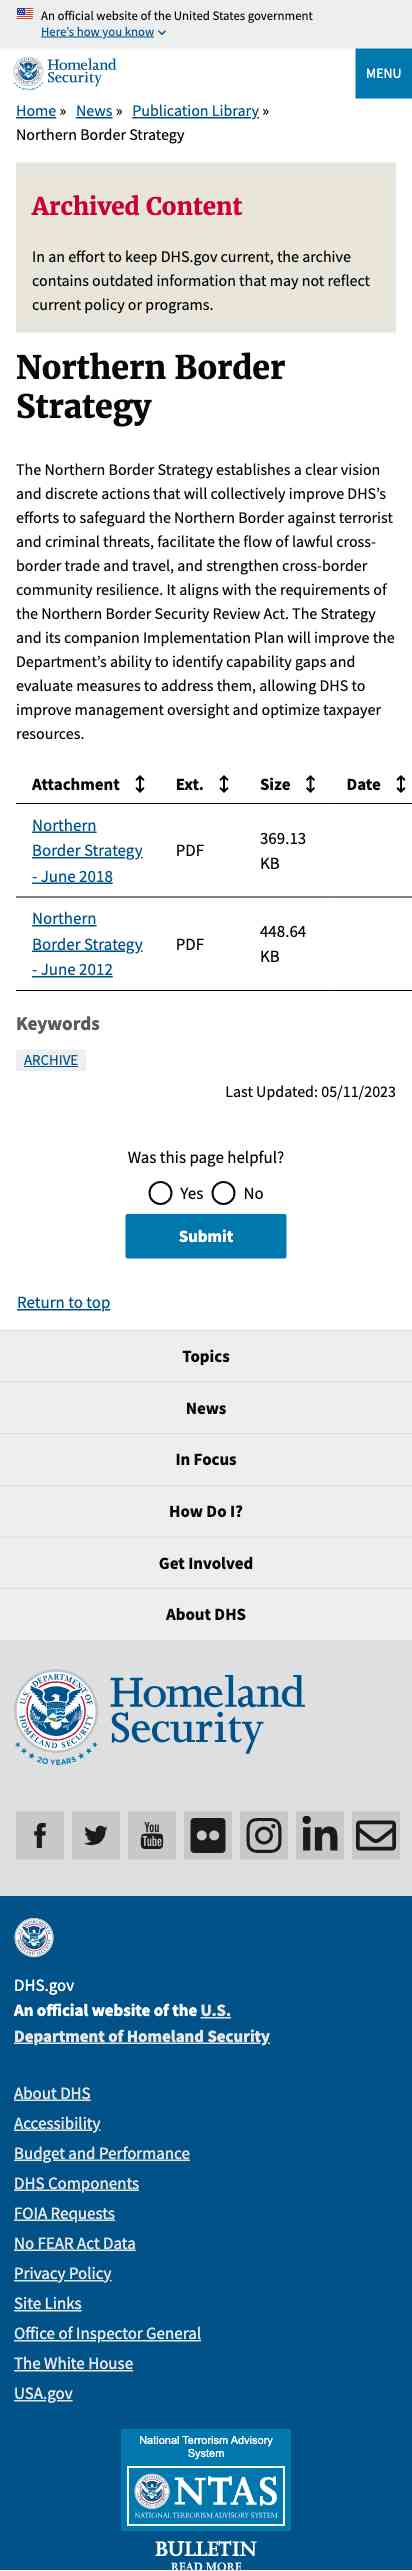 An official website of the United States government
Here's how you know
Homeland
Security
MENU
Home » News » Publication Library »
Northern Border Strategy
Archived Content
In an effort to keep DHS.gov current, the archive
contains outdated information that may not reflect
current policy or programs.
Northern Border
Strategy
The Northern Border Strategy establishes a clear vision
and discrete actions that will collectively improve DHS’s
efforts to safeguard the Northern Border against terrorist
and criminal threats, facilitate the flow of lawful cross-
border trade and travel, and strengthen cross-border
community resilience. It aligns with the requirements of
the Northern Border Security Review Act. The Strategy
and its companion Implementation Plan will improve the
Department’s ability to identify capability gaps and
evaluate measures to address them, allowing DHS to
improve management oversight and optimize taxpayer
resources.
Attachment Ext. Size Date
Northern
Border Strategy
- June 2018
PDF
369.13
KB
Northern
Border Strategy
- June 2012
PDF
448.64
KB
Keywords
ARCHIVE
Last Updated: 05/11/2023
Was this page helpful?
Yes No
Submit
Return to top
Topics
News
In Focus
How Do I?
Get Involved
About DHS
U.S. DEPARTMENT OF HOMELAND SECURITY
20 YEARS
Homeland
Security
You
Tube
in
DHS.gov
An official website of the U.S.
Department of Homeland Security
About DHS
Accessibility
Budget and Performance
DHS Components
FOIA Requests
No FEAR Act Data
Privacy Policy
Site Links
Office of Inspector General
The White House
USA.gov
National Terrorism Advisory
System
NTAS
NATIONAL TERRORISM ADVISORY SYSTEM
BULLETIN
READ MORE